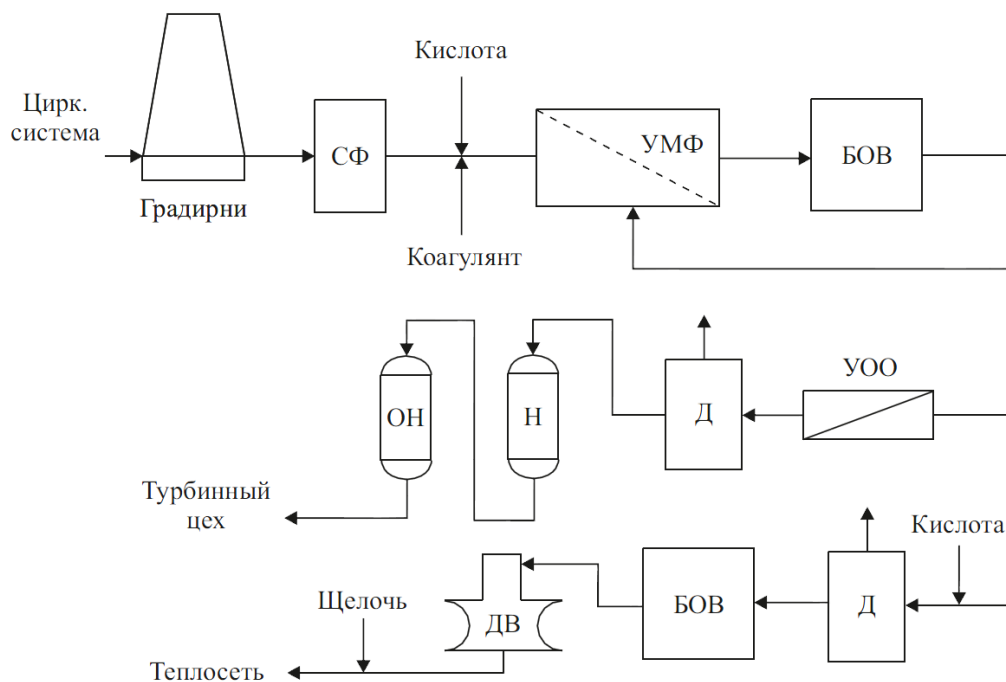 Кислота
Цирк.
система
СФ
УМФ
БОВ
Градирни
Коагулянт
УОО
ОН
Н
Д
Турбинный
цех
Кислота
Щелочь
ДВ
БОВ
Д
Теплосеть